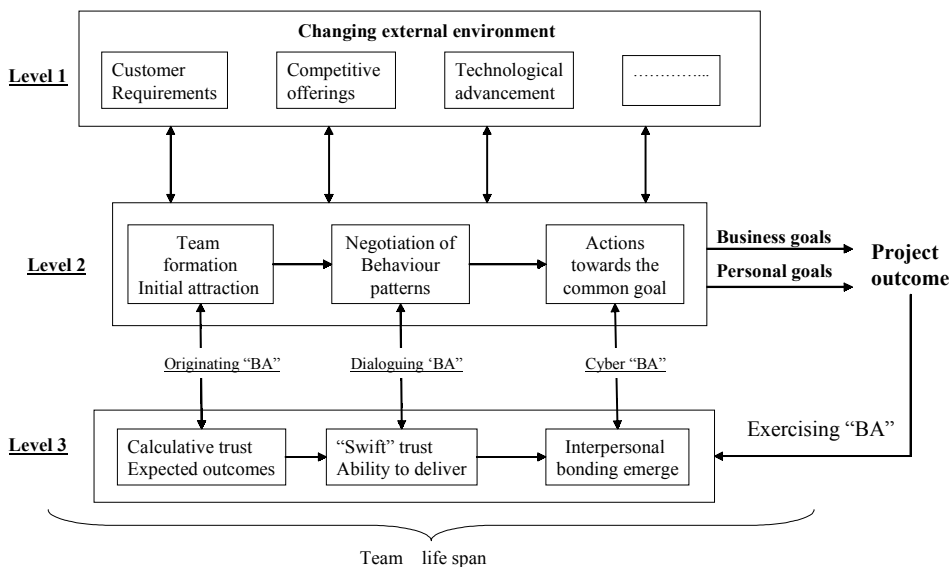 Changing external environment
Level 1
Customer
Requirements
Competitive
offerings
Technological
advancement
…………...
Level 2
Team
formation
Initial attraction
Negotiation of
Behaviour
patterns
Actions
towards the
common goal
Business goals
Personal goals
Project
outcome
Originating “BA”
Dialoguing ‘BA”
Cyber “BA”
Level 3
Calculative trust
Expected outcomes
“Swift” trust
Ability to deliver
Interpersonal
bonding emerge
Exercising “BA”
Team life span